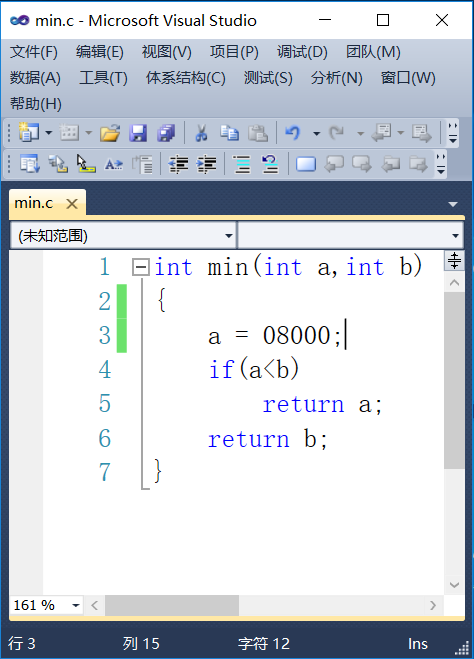 min.c - Microsoft Visual Studio
文件(F) 编辑(E) 视图(V) 项目(P) 调试(D) 团队(M)
数据(A) 工具(T) 体系结构(C) 测试(S) 分析(N) 窗口(W)
帮助(H)
min.c
(未知范围)
1 int min(int a,int b)
2 {
3 a = 08000;
4 if(a<b)
5 return a;
6 return b;
7 }
161 %
行 3 列 15 字符 12 Ins